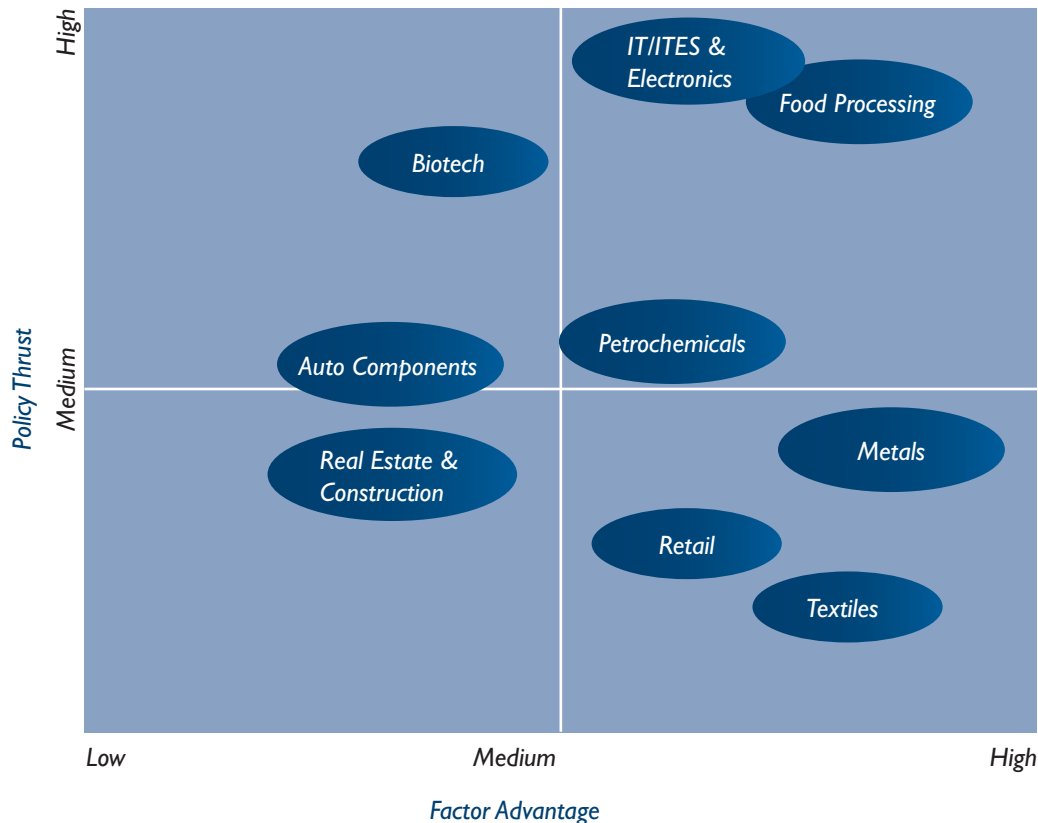 High
IT/ITES &
Electronics
Food Processing
Biotech
Policy Thrust
Medium
Auto Components
Petrochemicals
Real Estate &
Construction
Metals
Retail
Textiles
Low
Medium
High
Factor Advantage